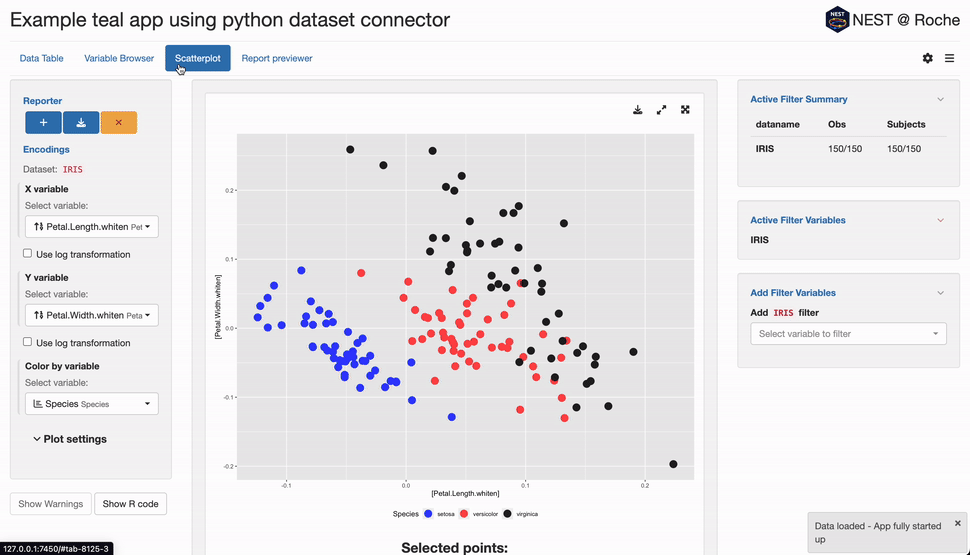 Example teal app using python dataset connector
NEST @ Roche
Data Table Variable Browser Scatterplot Report previewer
Reporter
Encodings
Dataset: IRIS
X variable
Select variable:
Petal.Length.whiten Pet
Use log transformation
Y variable
Select variable:
Petal.Width.whiten Peta
Use log transformation
Color by variable
Select variable:
Species Species
Plot settings
Show Warnings Show R code
[Petal.Width.whiten]
0.2
0.1
0.0
-0.1
-0.2
-0.1 0.0 0.1 0.2
[Petal.Length.whiten]
Species setosa versicolor virginica
Selected points:
Active Filter Summary
dataname Obs Subjects
IRIS 150/150 150/150
Active Filter Variables
IRIS
Add Filter Variables
Add IRIS filter
Select variable to filter
Data loaded - App fully started
up
127.0.0.1:7450/#tab-8125-3